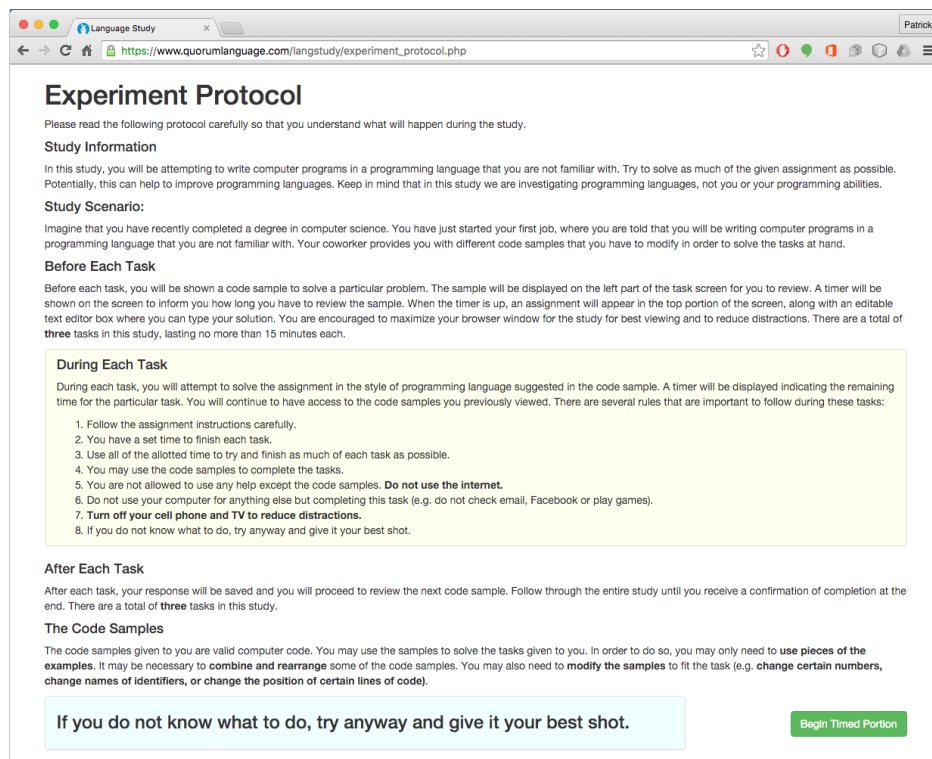 Language Study
Patrick
https://www.quorumlanguage.com/langstudy/experiment_protocol.php
Experiment Protocol
Please read the following protocol carefully so that you understand what will happen during the study.
Study Information
In this study, you will be attempting to write computer programs in a programming language that you are not familiar with. Try to solve as much of the given assignment as possible.
Potentially, this can help to improve programming languages. Keep in mind that in this study we are investigating programming languages, not you or your programming abilities.
Study Scenario:
Imagine that you have recently completed a degree in computer science. You have just started your first job, where you are told that you will be writing computer programs in a
programming language that you are not familiar with. Your coworker provides you with different code samples that you have to modify in order to solve the tasks at hand.
Before Each Task
Before each task, you will be shown a code sample to solve a particular problem. The sample will be displayed on the left part of the task screen for you to review. A timer will be
shown on the screen to inform you how long you have to review the sample. When the timer is up, an assignment will appear in the top portion of the screen, along with an editable
text editor box where you can type your solution. You are encouraged to maximize your browser window for the study for best viewing and to reduce distractions. There are a total of
three tasks in this study, lasting no more than 15 minutes each.
During Each Task
During each task, you will attempt to solve the assignment in the style of programming language suggested in the code sample. A timer will be displayed indicating the remaining
time for the particular task. You will continue to have access to the code samples you previously viewed. There are several rules that are important to follow during these tasks:
1. Follow the assignment instructions carefully.
2. You have a set time to finish each task.
3. Use all of the allotted time to try and finish as much of each task as possible.
4. You may use the code samples to complete the tasks.
5. You are not allowed to use any help except the code samples. Do not use the internet.
6. Do not use your computer for anything else but completing this task (e.g. do not check email, Facebook or play games).
7. Turn off your cell phone and TV to reduce distractions.
8. If you do not know what to do, try anyway and give it your best shot.
After Each Task
After each task, your response will be saved and you will proceed to review the next code sample. Follow through the entire study until you receive a confirmation of completion at the
end. There are a total of three tasks in this study.
The Code Samples
The code samples given to you are valid computer code. You may use the samples to solve the tasks given to you. In order to do so, you may only need to use pieces of the
examples. It may be necessary to combine and rearrange some of the code samples. You may also need to modify the samples to fit the task (e.g. change certain numbers,
change names of identifiers, or change the position of certain lines of code).
If you do not know what to do, try anyway and give it your best shot.
Begin Timed Portion